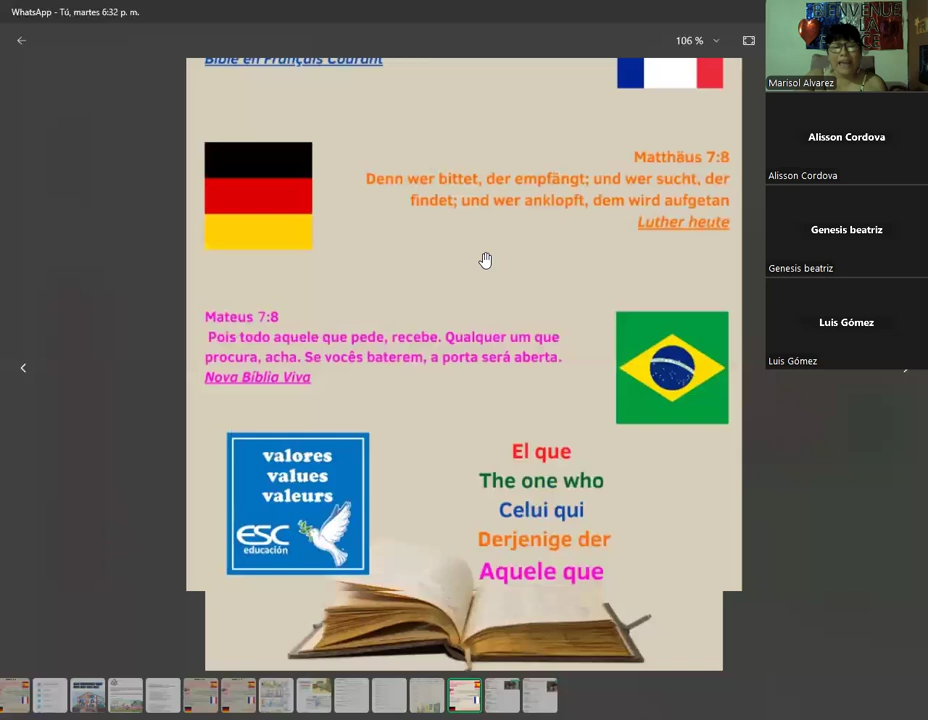 WhatsApp - Tú, martes 6:32 p. m.
106 %
Bible en Français Courant
Matthäus 7:8
Denn wer bittet, der empfängt; und wer sucht, der
findet; und wer anklopft, dem wird aufgetan
Luther heute
Mateus 7:8
Pois todo aquele que pede, recebe. Qualquer um que
procura, acha. Se vocês baterem, a porta será aberta.
Nova Bíblia Viva
valores
values
valeurs
esc
educación
El que
The one who
Celui qui
Derjenige der
Aquele que
BIENVENUE
Marisol Alvarez
Alisson Cordova
Alisson Cordova
Genesis beatriz
Genesis beatriz
Luis Gómez
Luis Gómez